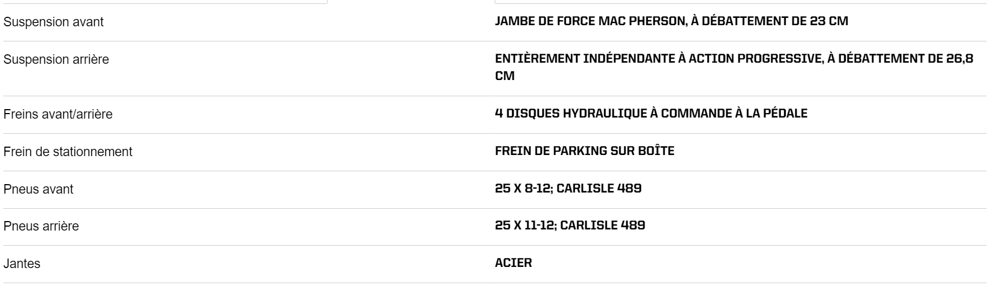 Suspension avant
JAMBE DE FORCE MAC PHERSON, À DÉBATTEMENT DE 23 CM
Suspension arrière
ENTIÈREMENT INDÉPENDANTE À ACTION PROGRESSIVE, À DÉBATTEMENT DE 26,8
CM
Freins avant/arrière
4 DISQUES HYDRAULIQUE À COMMANDE À LA PÉDALE
Frein de stationnement
FREIN DE PARKING SUR BOÎTE
Pneus avant
25 X 8-12; CARLISLE 489
Pneus arrière
25 X 11-12; CARLISLE 489
Jantes
ACIER